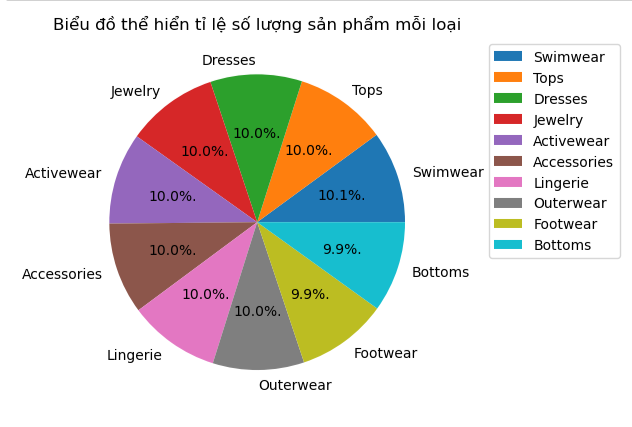 Biểu đồ thể hiển tỉ lệ số lượng sản phẩm mỗi loại
Dresses
Jewelry
Tops
Activewear
Swimwear
Accessories
Bottoms
Lingerie
Footwear
Outerwear
10.0%.
10.0%.
10.0%.
10.0%.
10.1%.
10.0%.
9.9%.
10.0%.
9.9%.
10.0%.
Swimwear
Tops
Dresses
Jewelry
Activewear
Accessories
Lingerie
Outerwear
Footwear
Bottoms